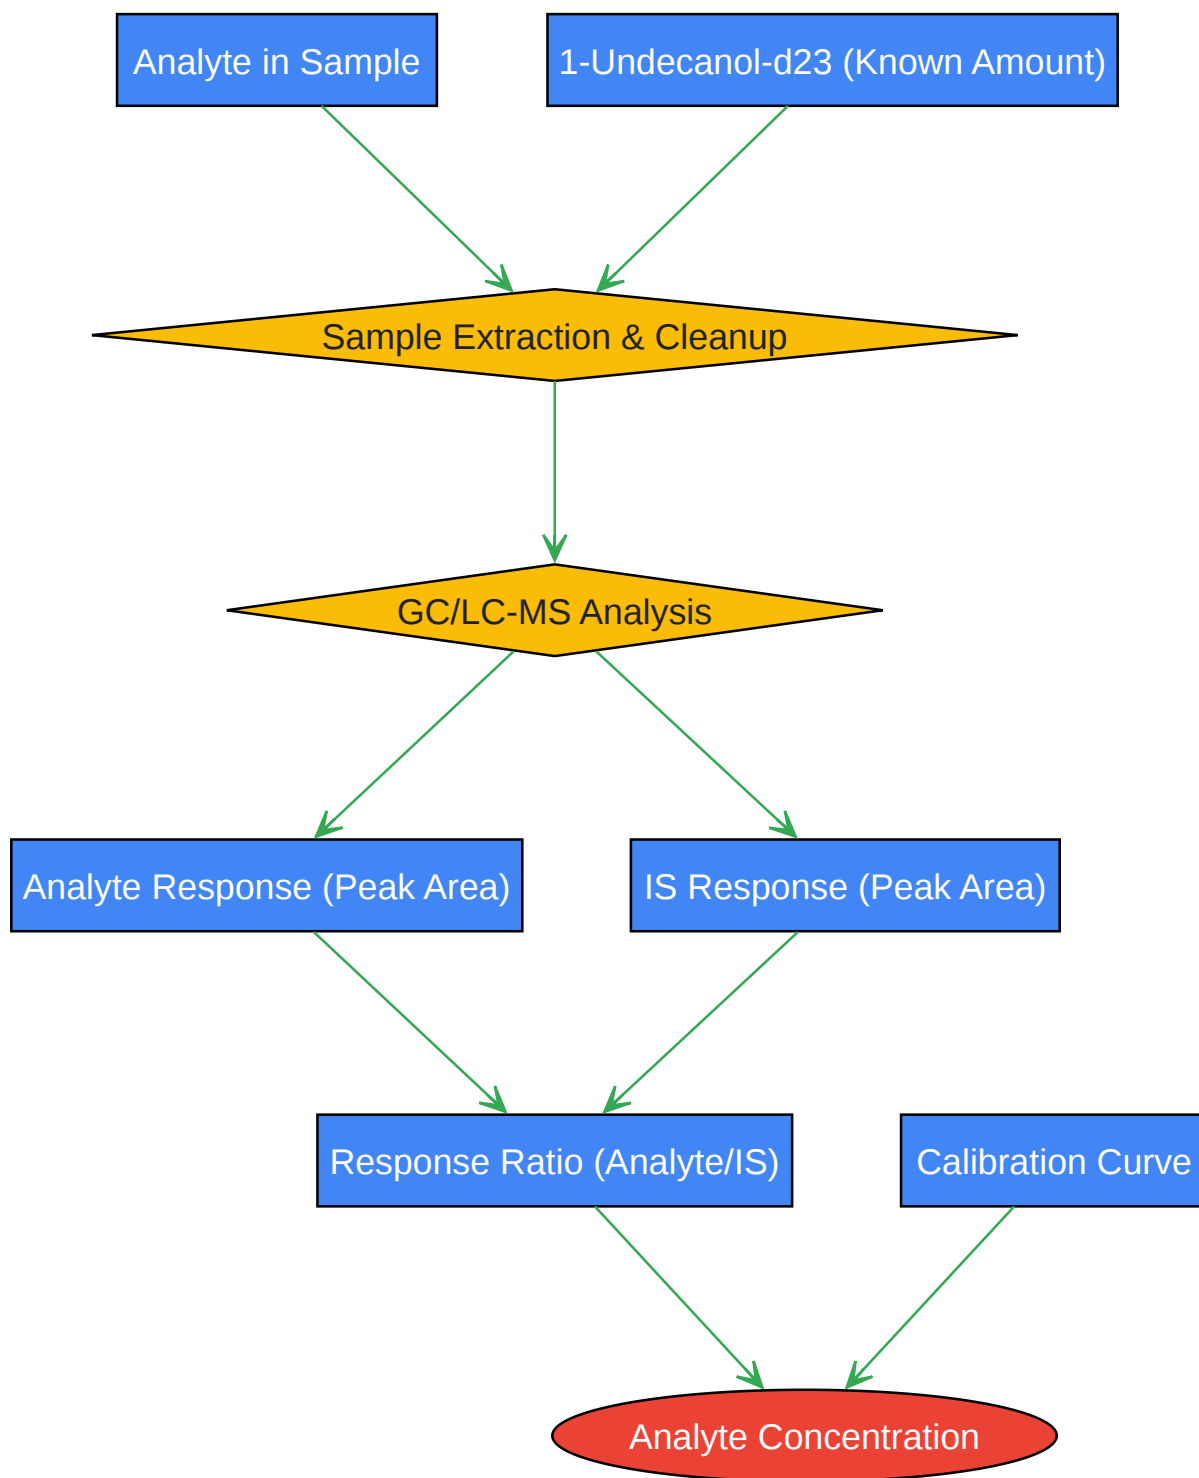 Analyte in Sample
1-Undecanol-d23 (Known Amount)
Sample Extraction & Cleanup
GC/LC-MS Analysis
Analyte Response (Peak Area)
IS Response (Peak Area)
Response Ratio (Analyte/IS)
Calibration Curve
Analyte Concentration